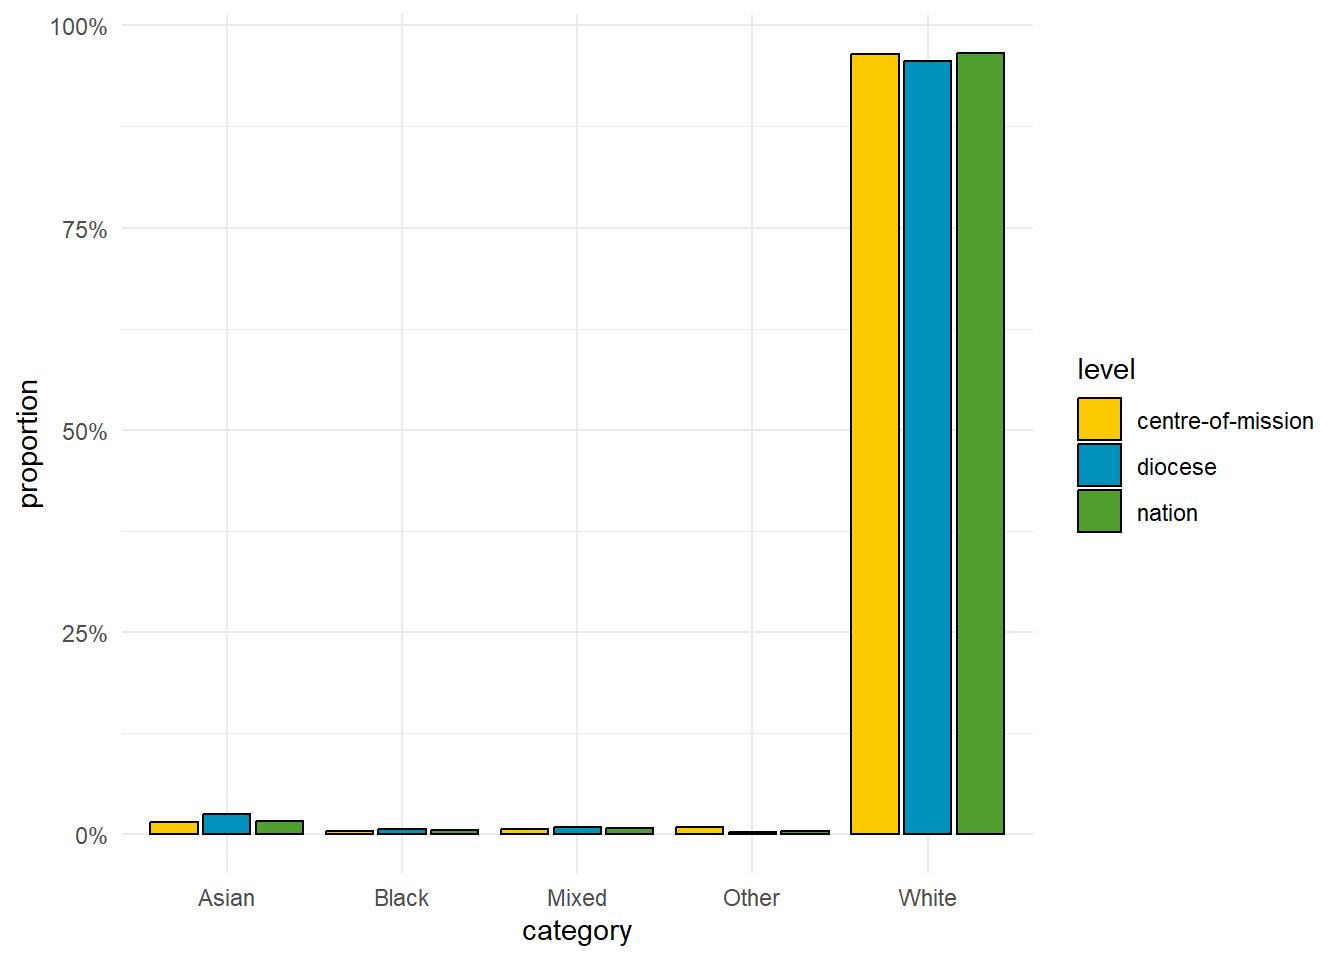 100%
75%
50%
25%
0%
proportion
Asian
Black
Mixed
Other
White
category
level
centre-of-mission
diocese
nation